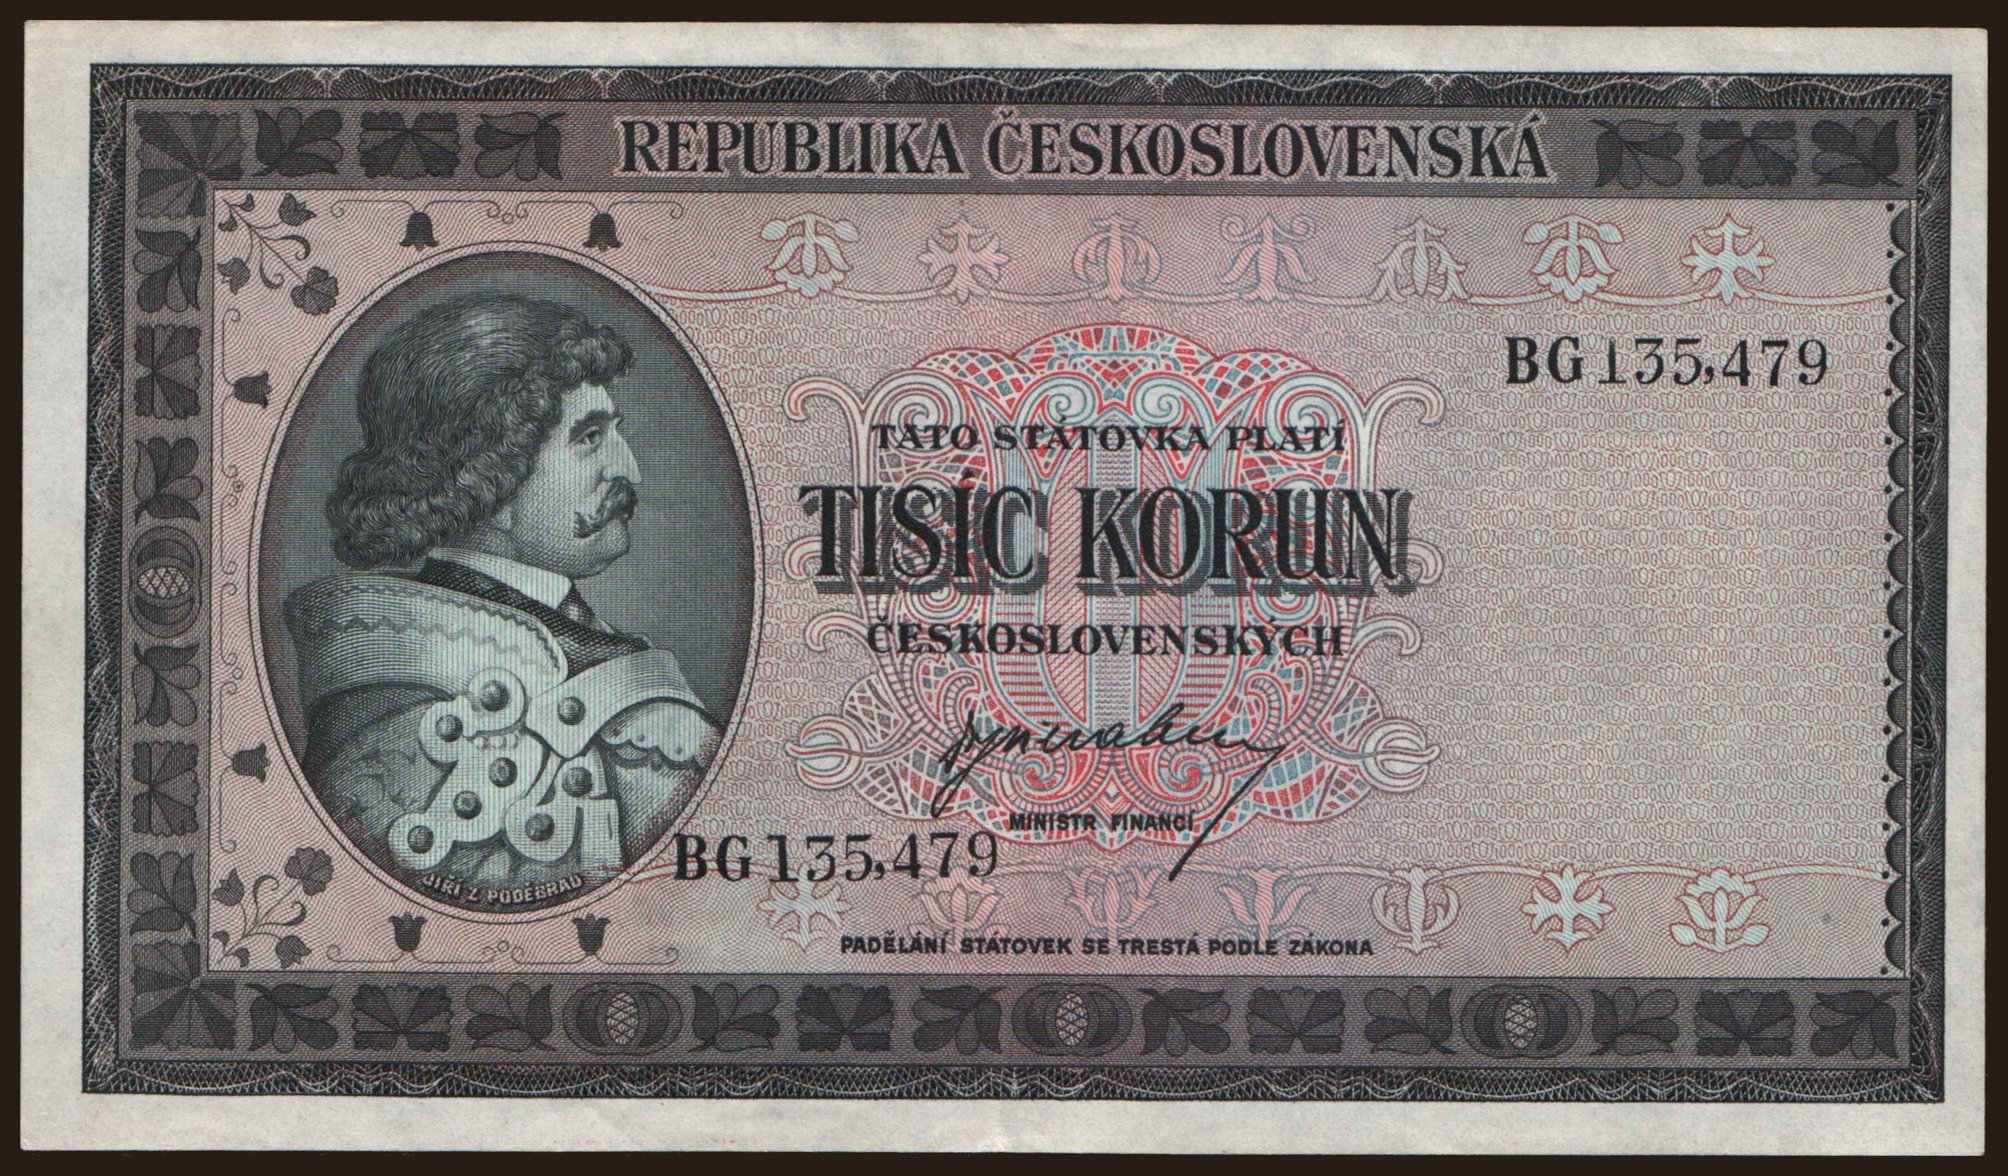 REPUBLIKA ČESKOSLOVENSKÁ
BG 135,479
TATO STÁTOVKA PLATÍ
TISÍC KORUN
ČESKOSLOVENSKÝCH
MINISTR FINANCÍ
BG 135,479
JIŘÍ Z PODĚBRAD
PADĚLÁNÍ STÁTOVEK SE TRESTÁ PODLE ZÁKONA